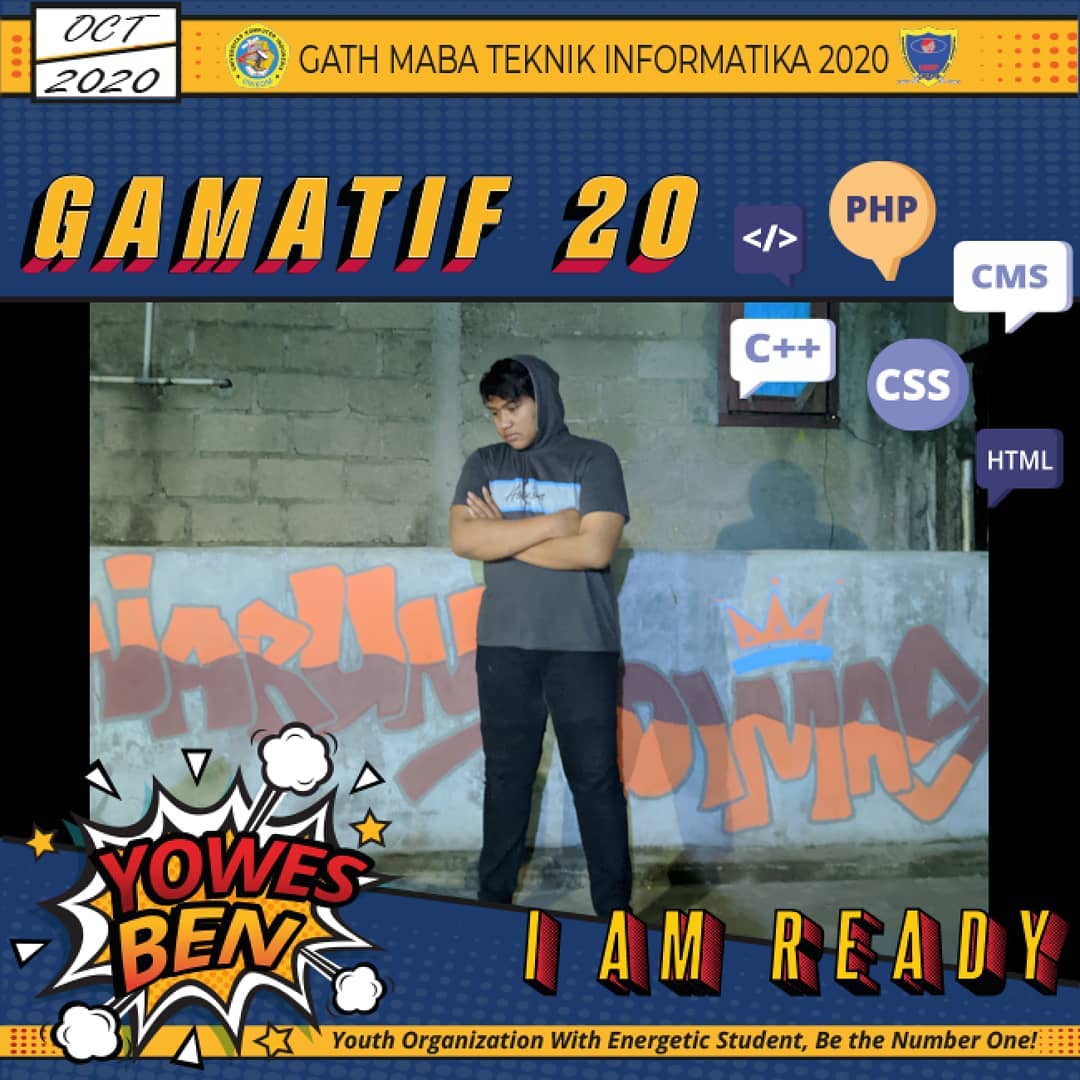 OCT
2020
GATH MABA TEKNIK INFORMATIKA 2020
GAMATIF 20
</>
PHP
CMS
C++
CSS
HTML
YOWES
BEN
I AM READY
Youth Organization With Energetic Student, Be the Number One!